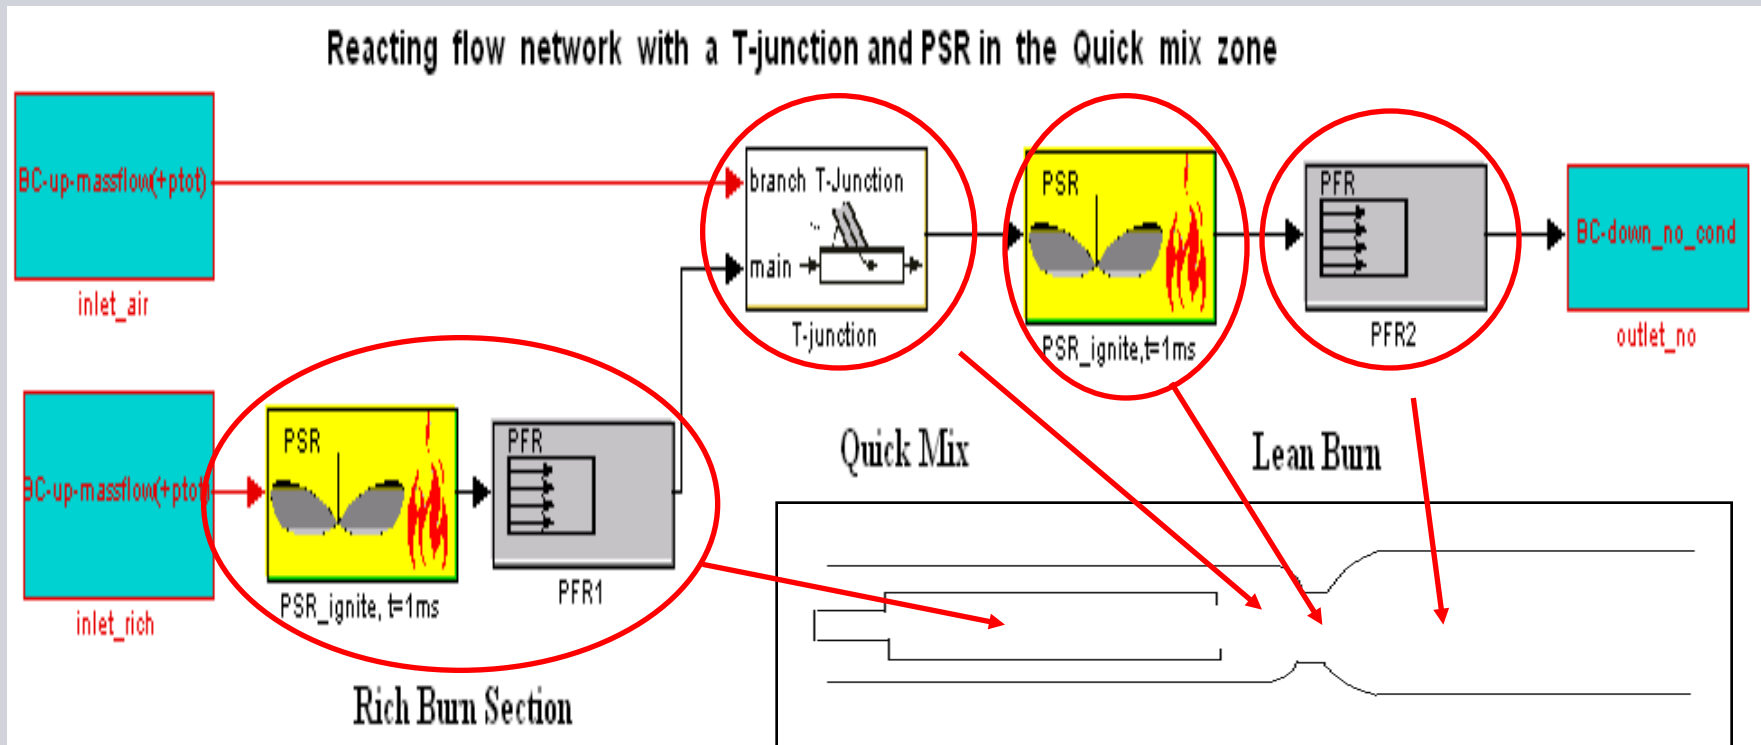 Reacting flow network with a T-junction and PSR in the Quick mix zone
BC-up-massflow(+ptot)
inlet_air
branch T-Junction
main
T-junction
PSR
PSR_ignite,t=1ms
PFR
PFR2
BC-down_no_cond
outlet_no
BC-up-massflow(+ptot)
inlet_rich
PSR
PSR_ignite, t=1ms
PFR
PFR1
Quick Mix
Lean Burn
Rich Burn Section